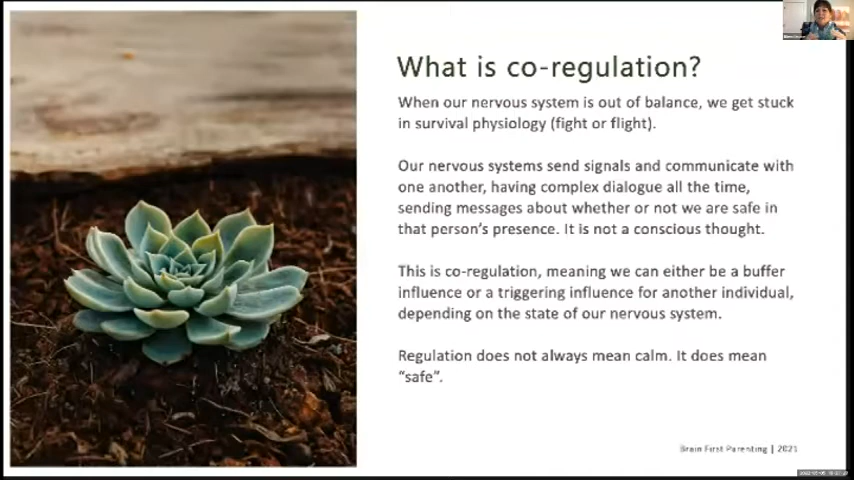 What is co-regulation?
When our nervous system is out of balance, we get stuck
in survival physiology (fight or flight).
Our nervous systems send signals and communicate with
one another, having complex dialogue all the time,
sending messages about whether or not we are safe in
that person's presence. It is not a conscious thought.
This is co-regulation, meaning we can either be a buffer
influence or a triggering influence for another individual,
depending on the state of our nervous system.
Regulation does not always mean calm. It does mean
“safe”.
Brain First Parenting | 2021